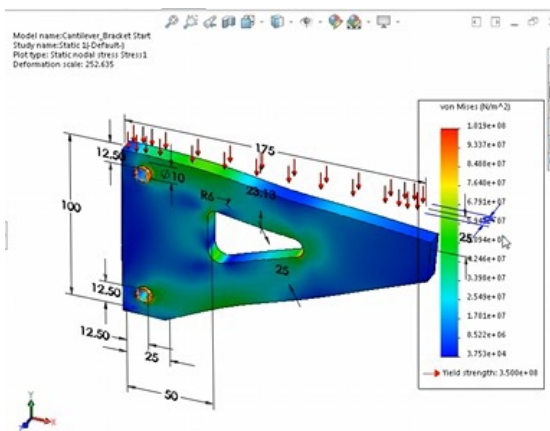 Model name:Cantilever_Bracket Start
Study name:Static 1(-Default-)
Plot type: Static nodal stress Stress1
Deformation scale: 252.635
von Mises (N/m^2)
1.019e+08
9.337e+07
8.488e+07
7.640e+07
6.791e+07
4.246e+07
3.398e+07
2.549e+07
1.701e+07
8.522e+06
3.753e+04
Yield strength: 3.500e+08
175
12.50
Ø10
R6
23.13
100
25
25
12.50
12.50
25
50
Y
X